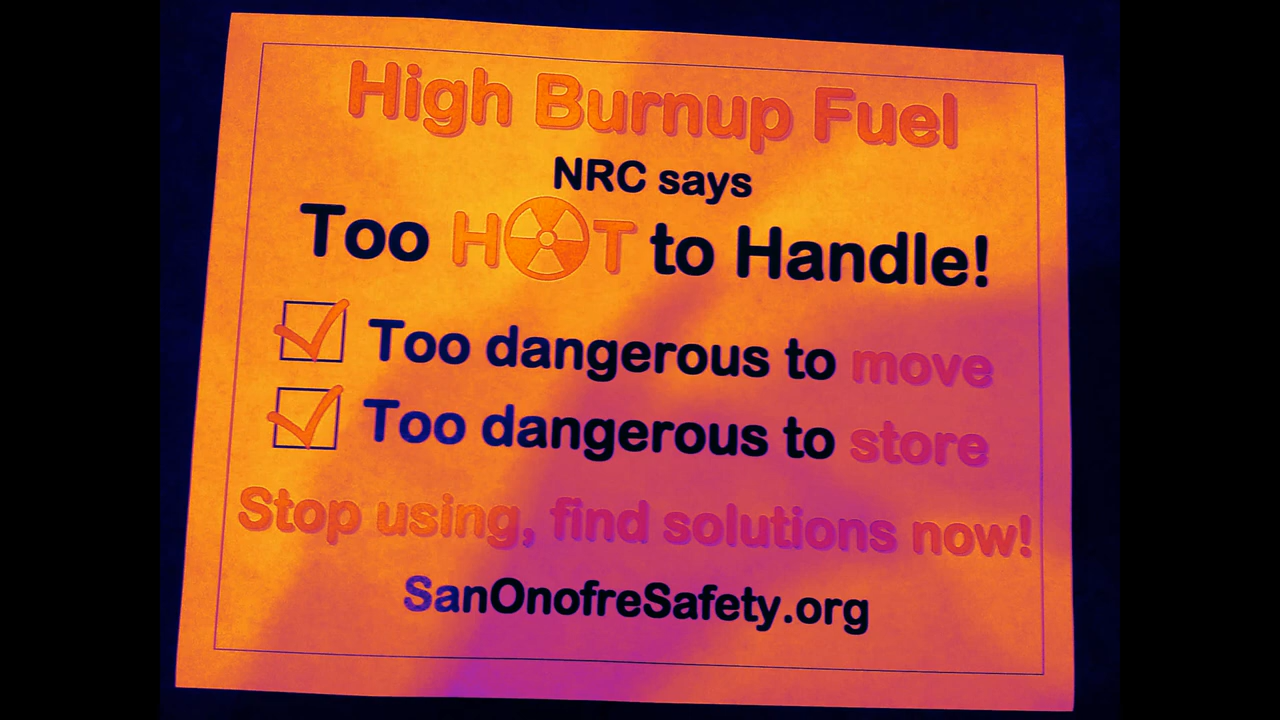 High Burnup Fuel
NRC says
Too HOT to Handle!
Too dangerous to move
Too dangerous to store
Stop using, find solutions now!
SanOnofreSafety.org